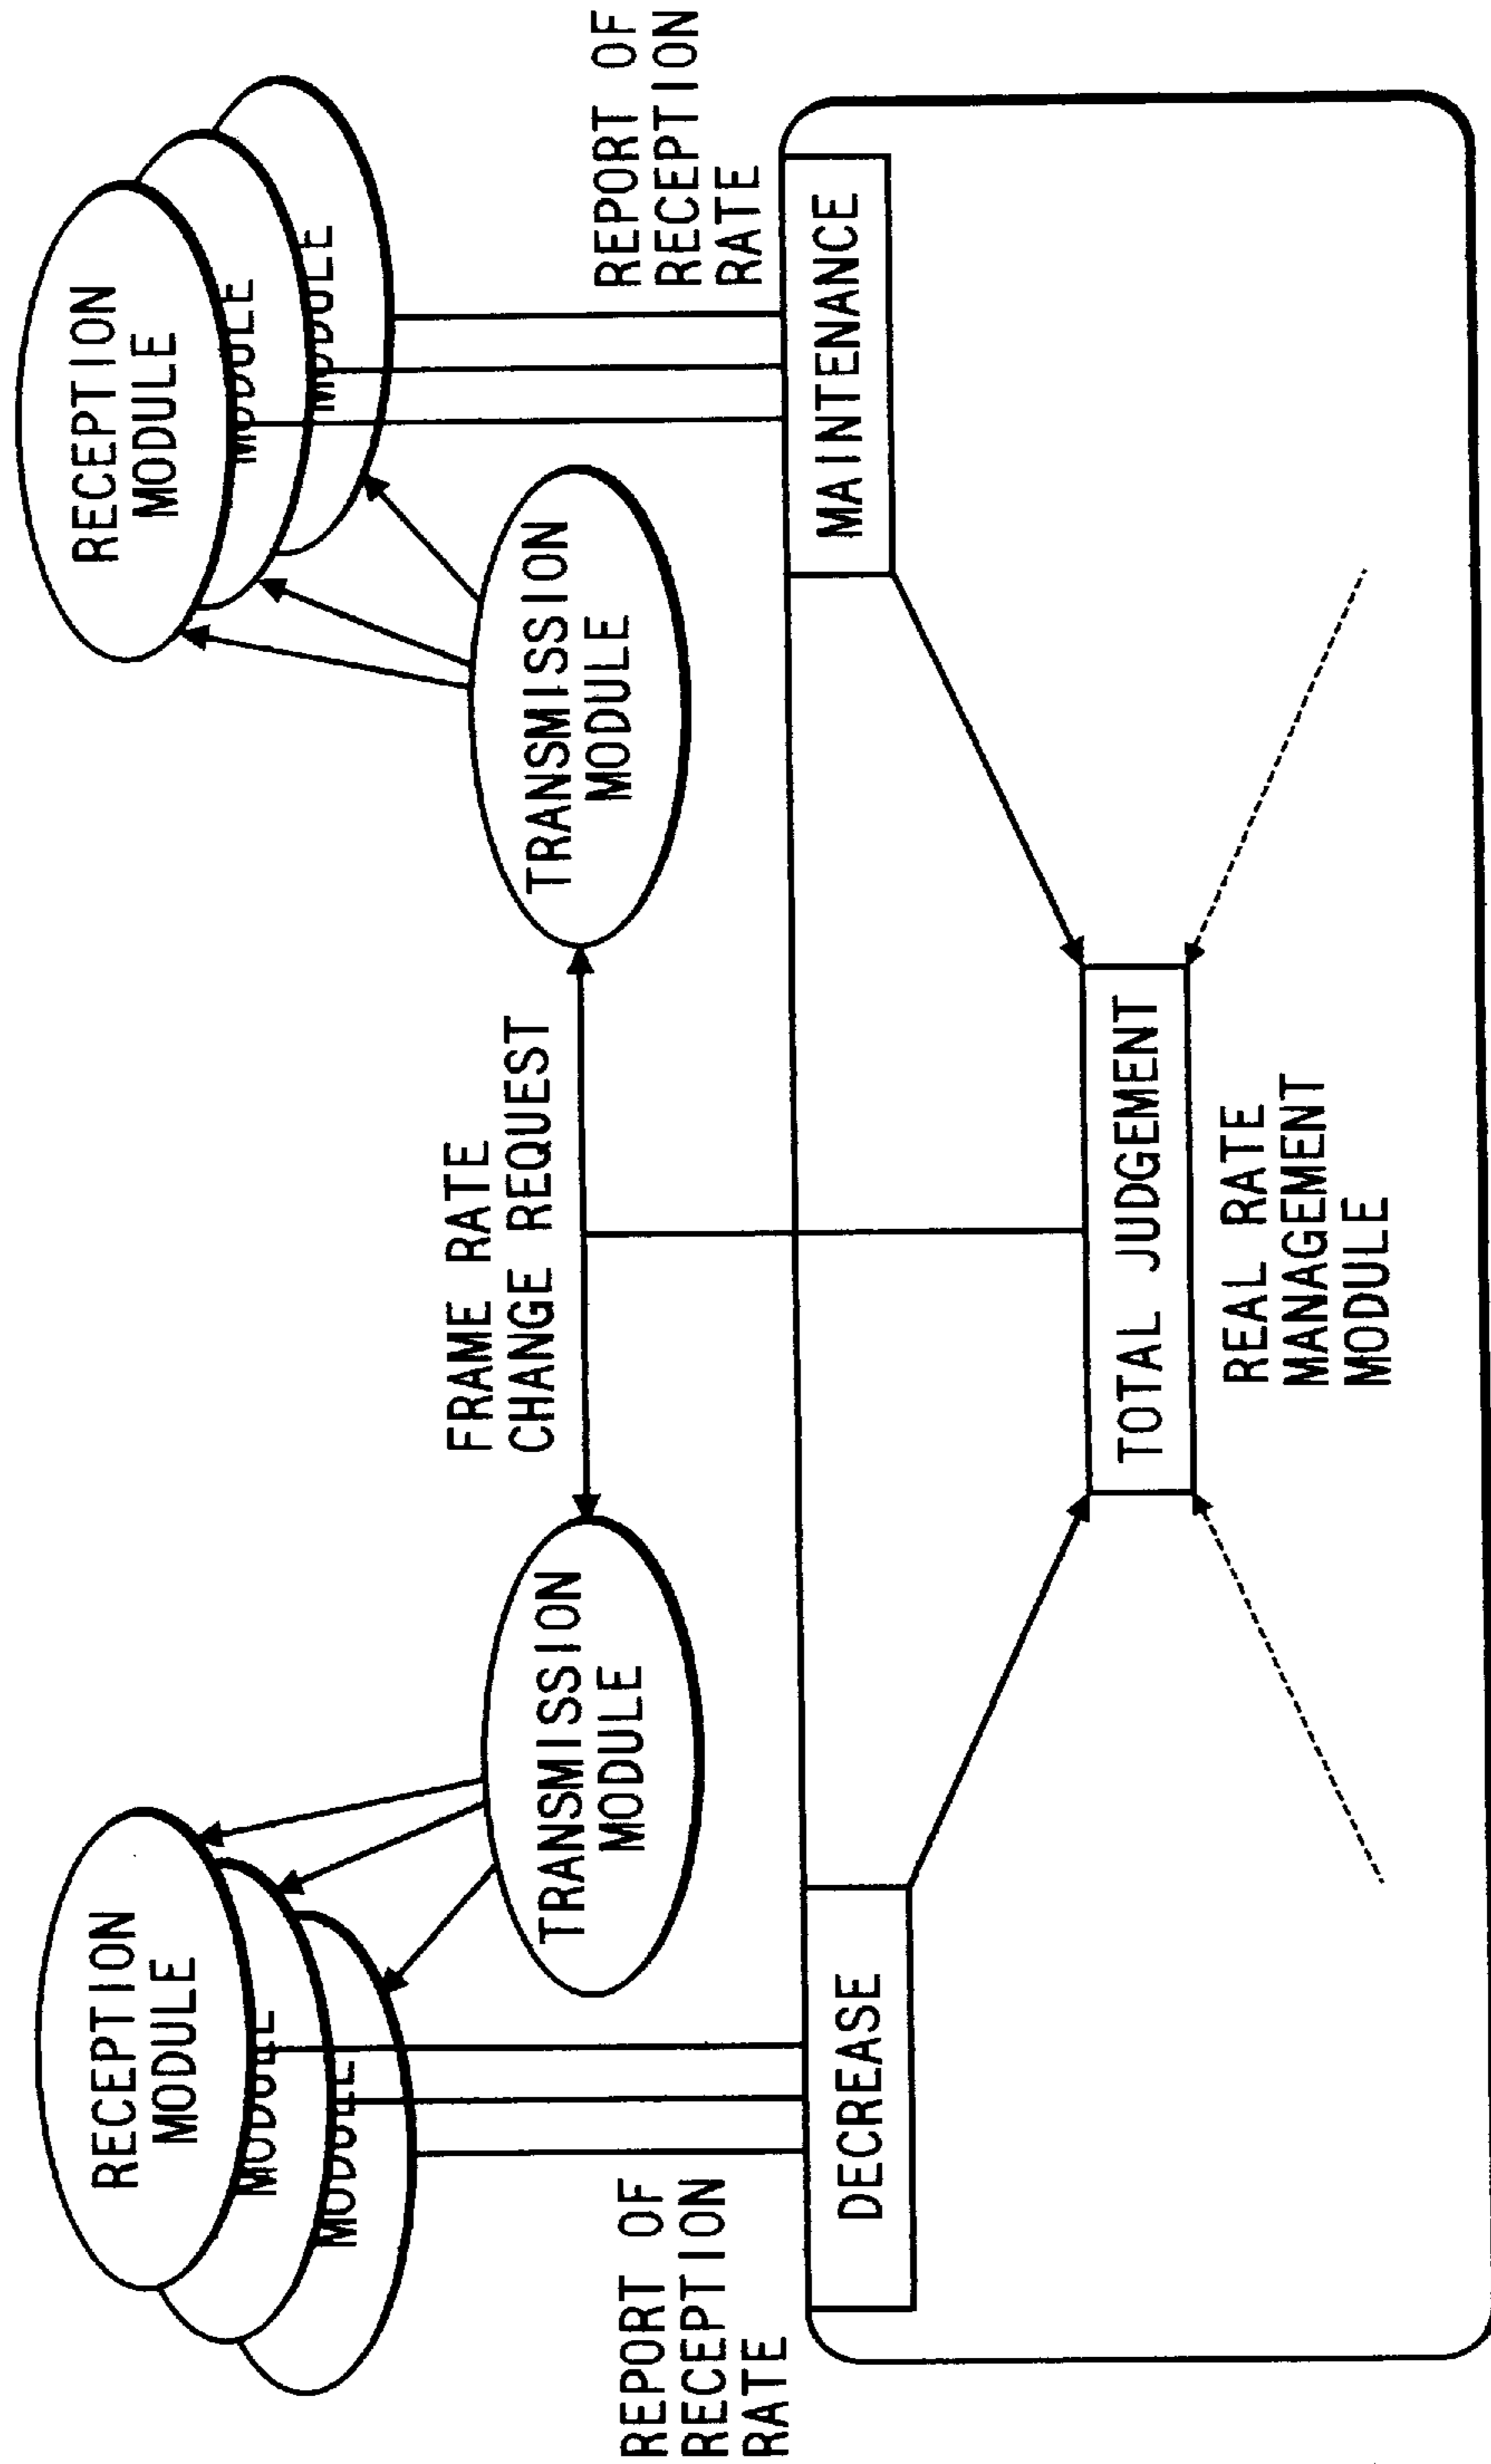 RECEPTION
MODULE
MODULE
MODULE
TRANSMISSION
MODULE
REPORT OF
RECEPTION
RATE
FRAME RATE
CHANGE REQUEST
RECEPTION
MODULE
MODULE
MODULE
TRANSMISSION
MODULE
REPORT OF
RECEPTION
RATE
DECREASE
MAINTENANCE
TOTAL JUDGEMENT
REAL RATE
MANAGEMENT
MODULE